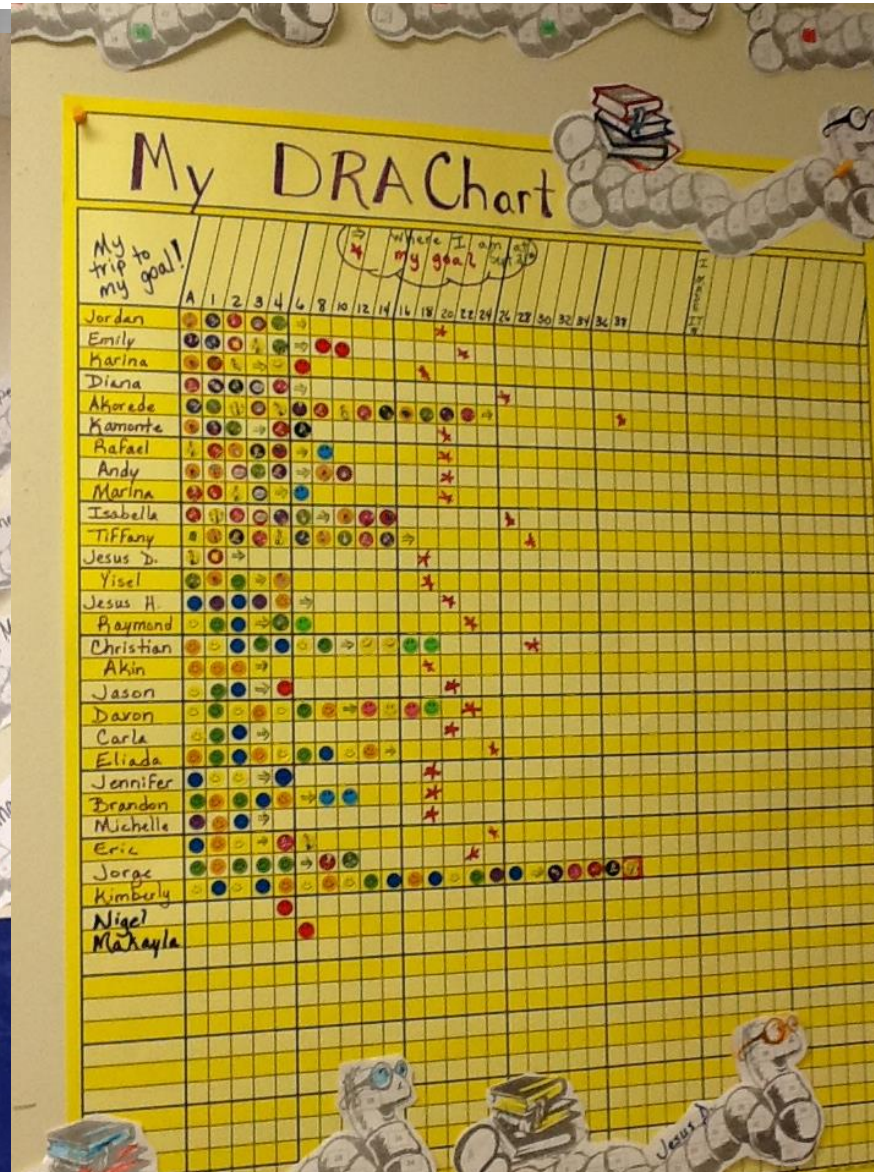 My DRA Chart
My
trip to
my goal!
⇒ Where I am at
* my goal
A 1 2 3 4 6 8 10 12 14 16 18 20 22 24 26 28 30 32 34 36 38
Jordan
Emily
Karina
Diana
Akorede
Kamonte
Rafael
Andy
Marina
Isabella
Tiffany
Jesus D.
Yisel
Jesus H.
Raymond
Christian
Akin
Jason
Davon
Carla
Eliada
Jennifer
Brandon
Michelle
Eric
Jorge
Kimberly
Nigel
Makayla
Jesus D